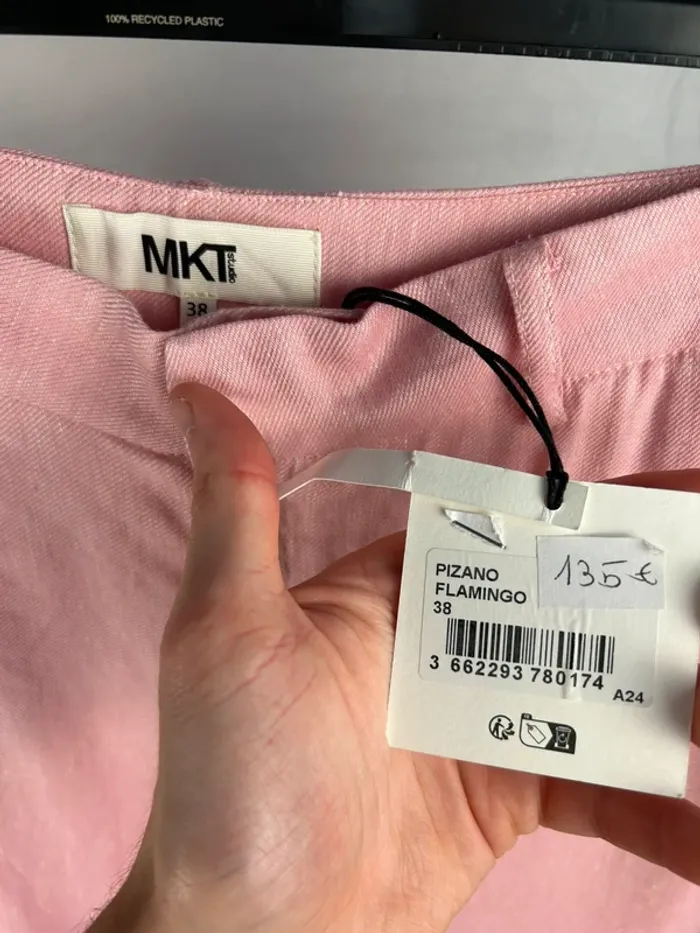 100% RECYCLED PLASTIC
MKT
studio
38
135€
PIZANO
FLAMINGO
38
3 662293 780174
A24